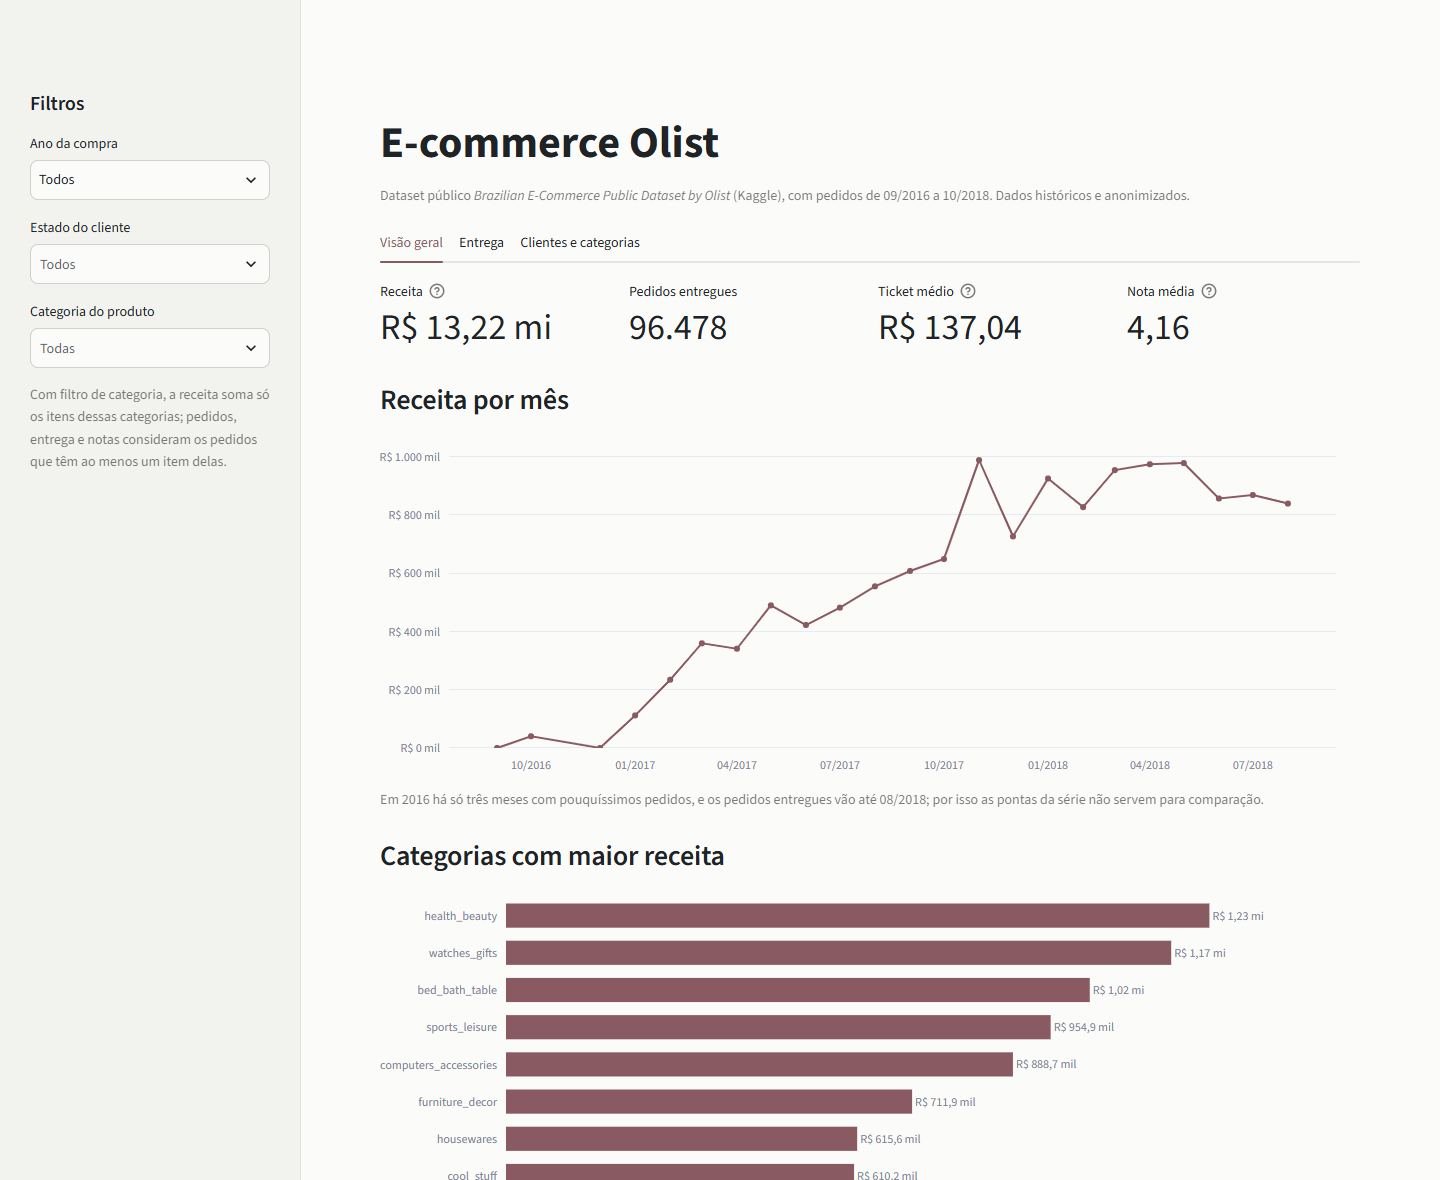 Filtros
Ano da compra
Todos
Estado do cliente
Todos
Categoria do produto
Todas
Com filtro de categoria, a receita soma só
os itens dessas categorias; pedidos,
entrega e notas consideram os pedidos
que têm ao menos um item delas.
E-commerce Olist
Dataset público Brazilian E-Commerce Public Dataset by Olist (Kaggle), com pedidos de 09/2016 a 10/2018. Dados históricos e anonimizados.
Visão geral Entrega Clientes e categorias
Receita ? Pedidos entregues Ticket médio ? Nota média ?
R$ 13,22 mi 96.478 R$ 137,04 4,16
Receita por mês
R$ 1.000 mil
R$ 800 mil
R$ 600 mil
R$ 400 mil
R$ 200 mil
R$ 0 mil
10/2016 01/2017 04/2017 07/2017 10/2017 01/2018 04/2018 07/2018
Em 2016 há só três meses com pouquíssimos pedidos, e os pedidos entregues vão até 08/2018; por isso as pontas da série não servem para comparação.
Categorias com maior receita
health_beauty R$ 1,23 mi
watches_gifts R$ 1,17 mi
bed_bath_table R$ 1,02 mi
sports_leisure R$ 954,9 mil
computers_accessories R$ 888,7 mil
furniture_decor R$ 711,9 mil
housewares R$ 615,6 mil
cool_stuff R$ 610,2 mil